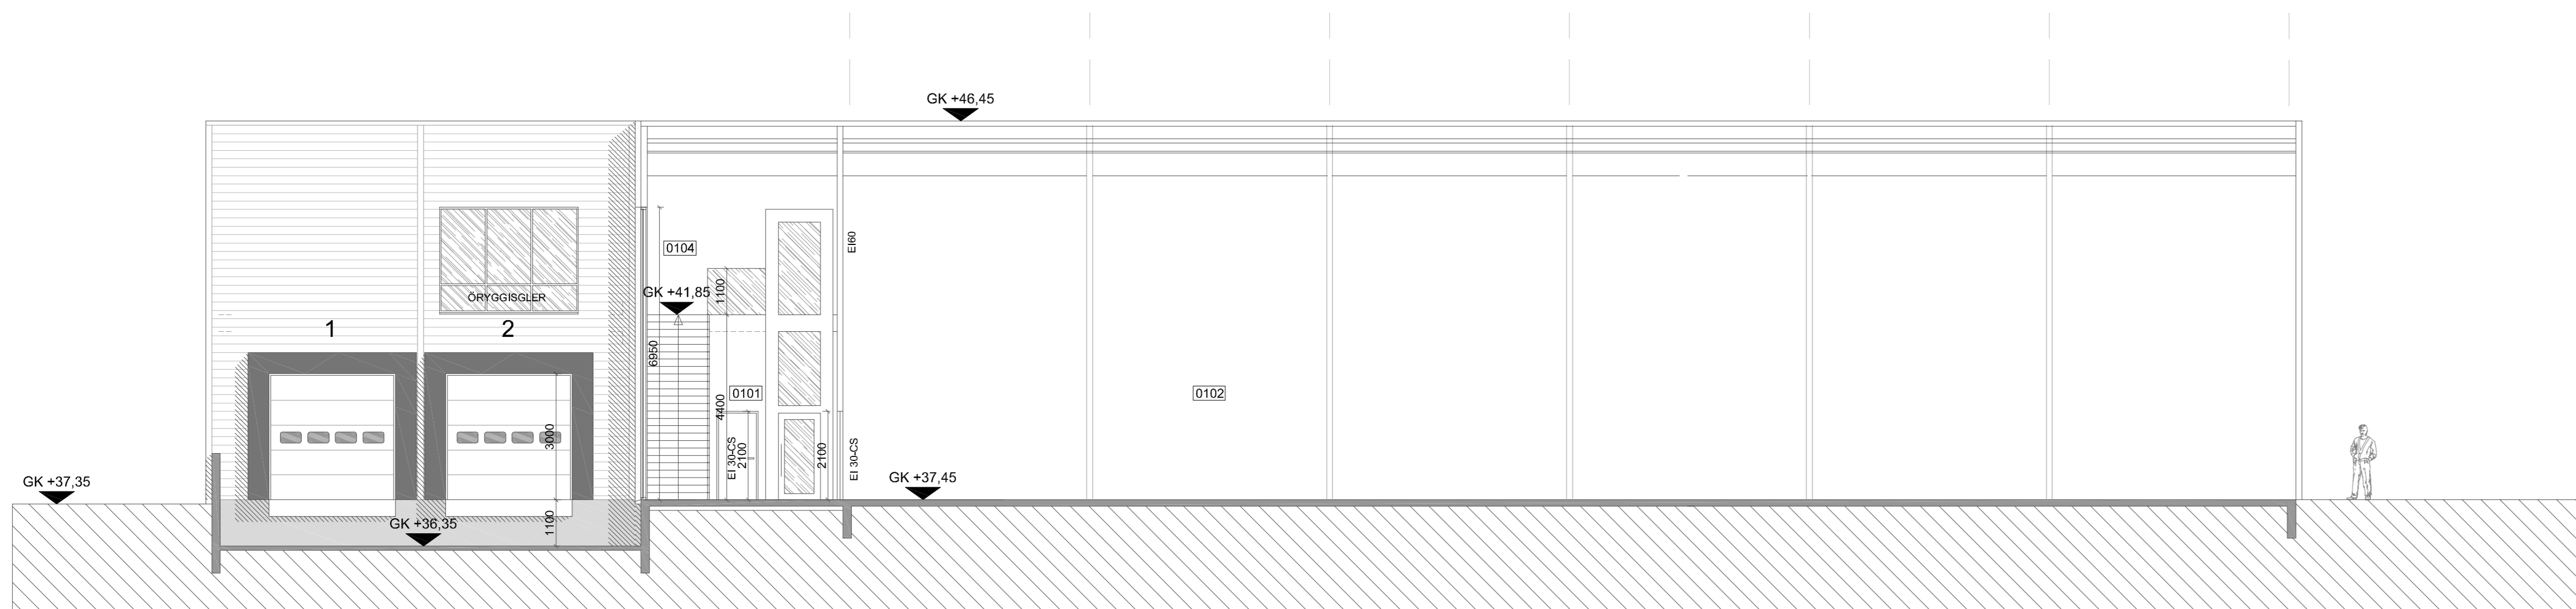 GK +46,45
0104
EI60
GK +41,85
1100
ÖRYGGISGLER
1
2
6950
0101
0102
4400
3000
EI 30-CS
2100
2100
EI 30-CS
GK +37,35
GK +37,45
GK +36,35
1100